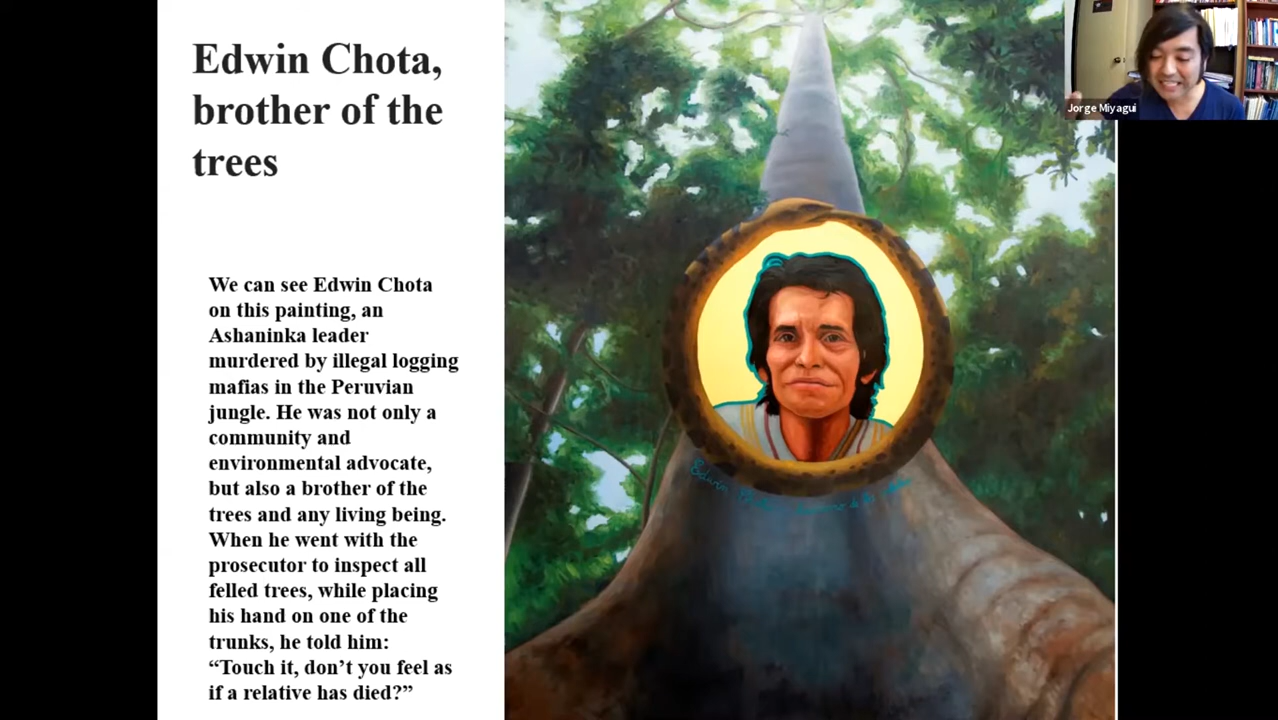 Edwin Chota,
brother of the
trees
We can see Edwin Chota
on this painting, an
Ashaninka leader
murdered by illegal logging
mafias in the Peruvian
jungle. He was not only a
community and
environmental advocate,
but also a brother of the
trees and any living being.
When he went with the
prosecutor to inspect all
felled trees, while placing
his hand on one of the
trunks, he told him:
“Touch it, don’t you feel as
if a relative has died?”
Jorge Miyagui
Edwin